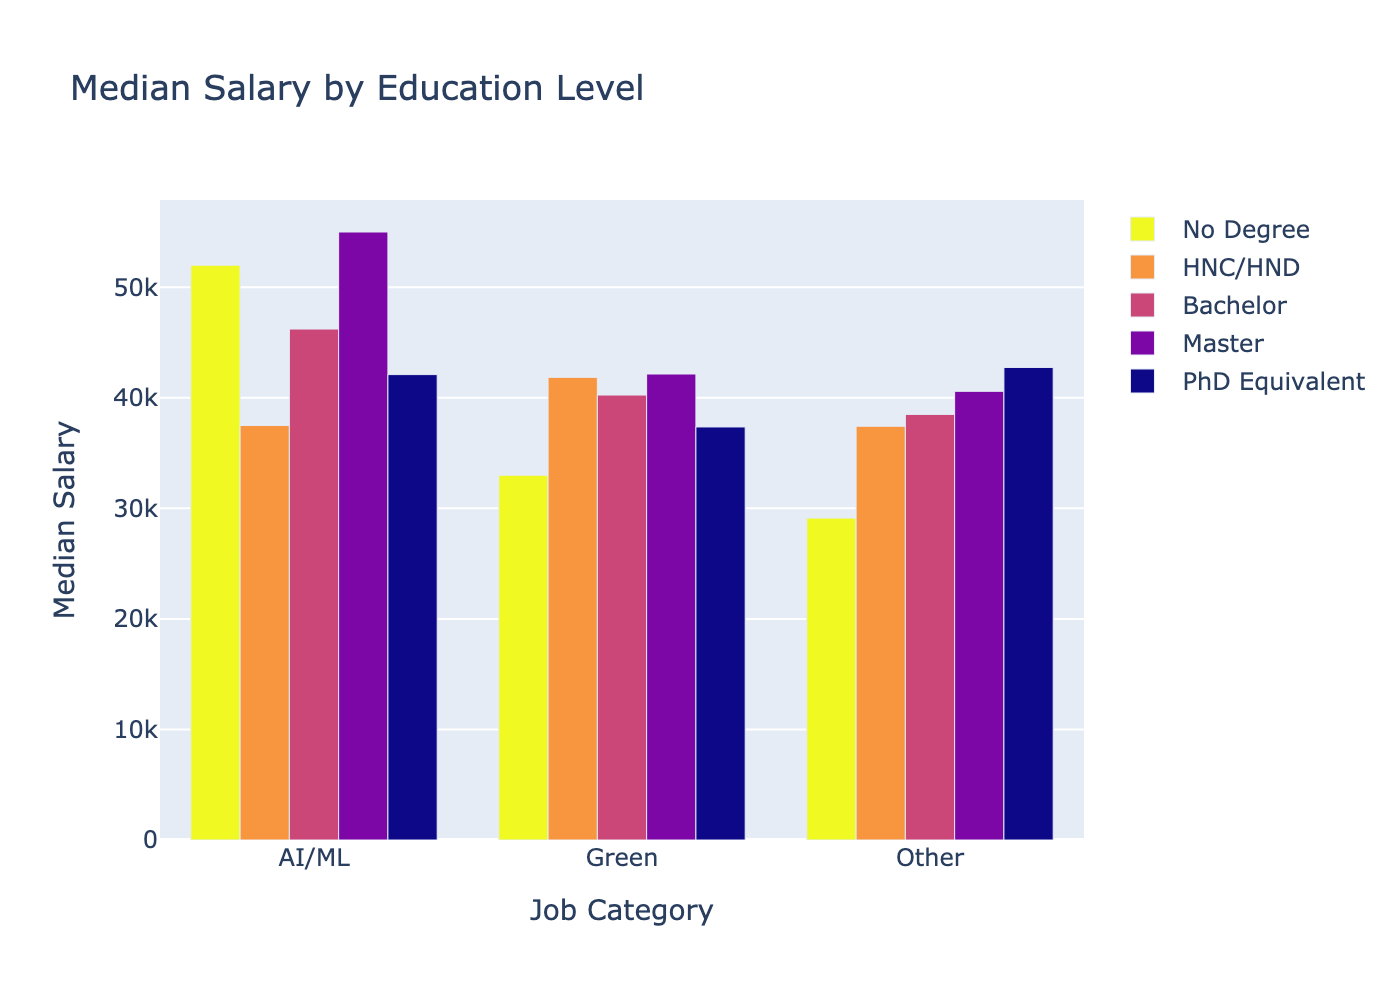 Median Salary by Education Level
No Degree
HNC/HND
Bachelor
Master
PhD Equivalent
Median Salary
50k
40k
30k
20k
10k
0
AI/ML
Green
Other
Job Category